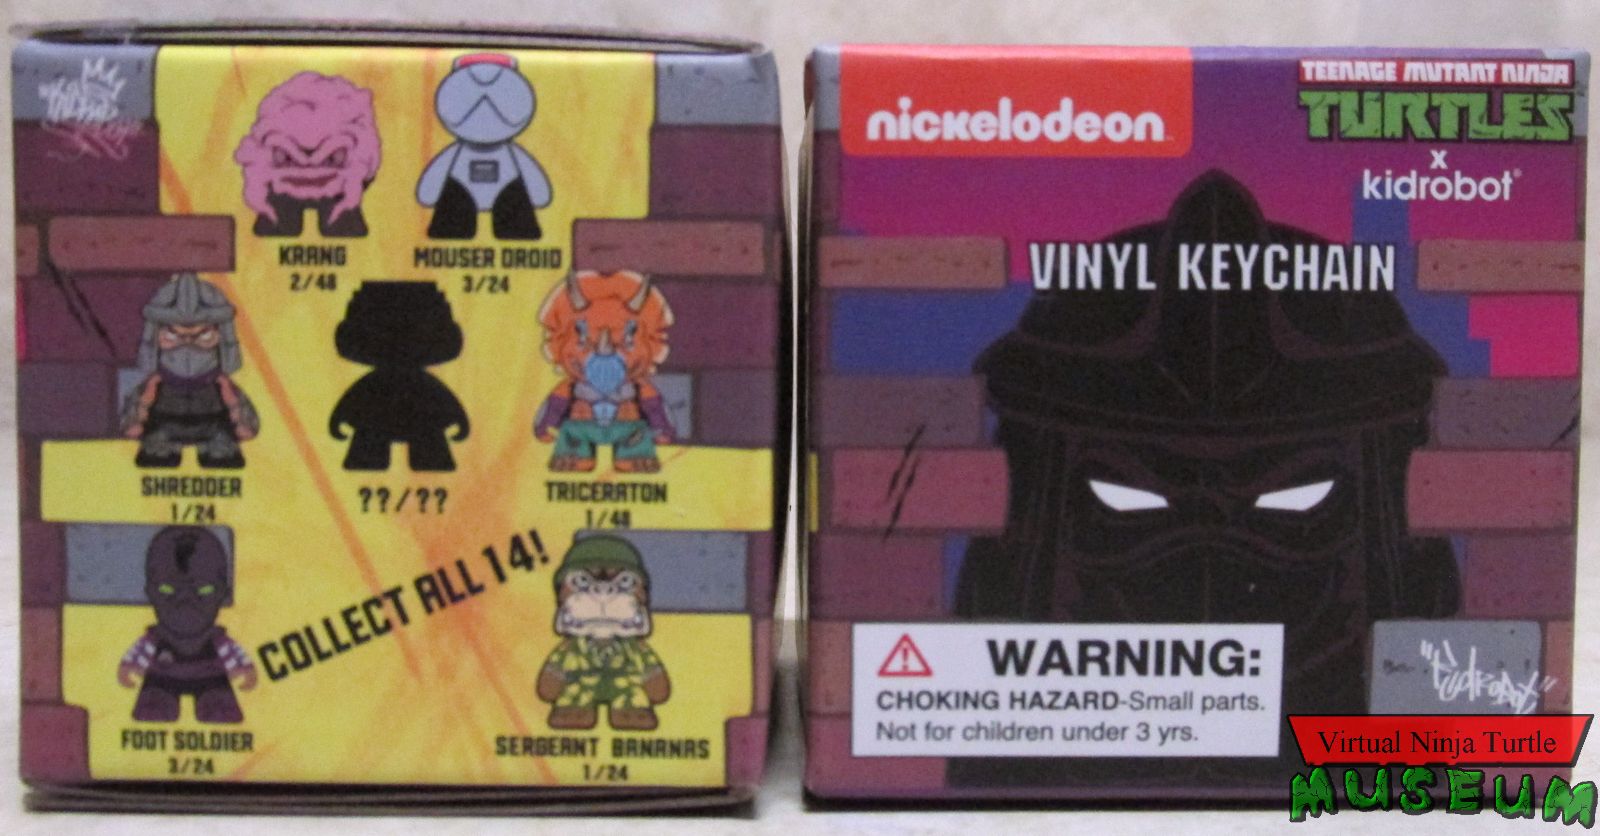 KRANG
2/48
MOUSER DROID
3/24
SHREDDER
1/24
??/??
TRICERATON
1/48
COLLECT ALL 14!
FOOT SOLDIER
3/24
SERGEANT BANANAS
1/24
nickelodeon
TEENAGE MUTANT NINJA
TURTLES
x
kidrobot®
VINYL KEYCHAIN
WARNING:
CHOKING HAZARD-Small parts.
Not for children under 3 yrs.
"Kidrobot"
Virtual Ninja Turtle
MUSEUM